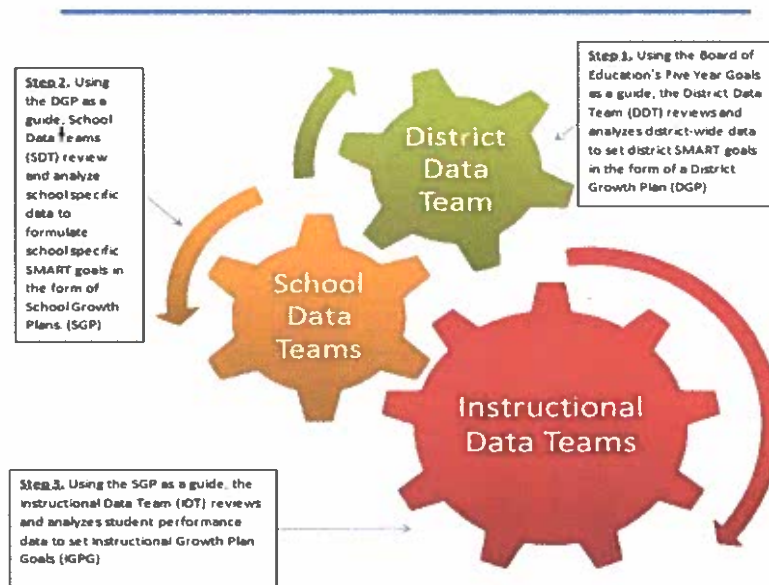 Step 1. Using the Board of
Education's Five Year Goals
as a guide, the District Data
Team (DDT) reviews and
analyzes district-wide data
to set district SMART goals
in the form of a District
Growth Plan (DGP)
Step 2. Using
the DGP as a
guide, School
Data Teams
(SDT) review
and analyze
school specific
data to
formulate
school specific
SMART goals in
the form of
School Growth
Plans. (SGP)
District
Data
Team
School
Data
Teams
Instructional
Data Teams
Step 3. Using the SGP as a guide, the
Instructional Data Team (IDT) reviews
and analyzes student performance
data to set Instructional Growth Plan
Goals (IGPG)